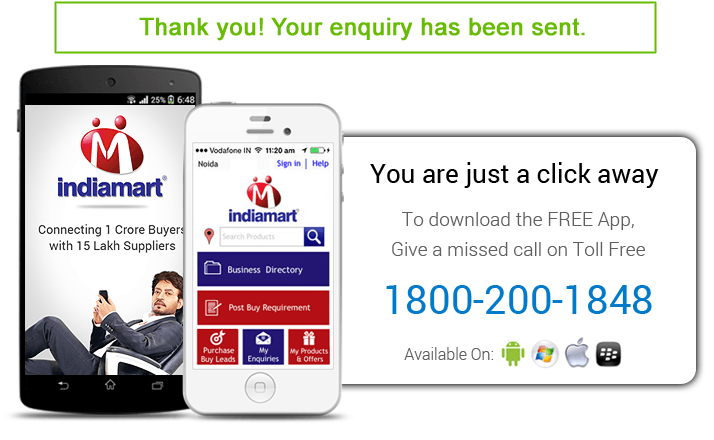 Thank you! Your enquiry has been sent.
25% 6:48
indiamart
Connecting 1 Crore Buyers
with 15 Lakh Suppliers
Vodafone IN 11:20 am
Noida Sign in | Help
indiamart
Search Products
Business Directory
Post Buy Requirement
Purchase
Buy Leads
My
Enquiries
My Products
& Offers
You are just a click away
To download the FREE App,
Give a missed call on Toll Free
1800-200-1848
Available On:
BlackBerry